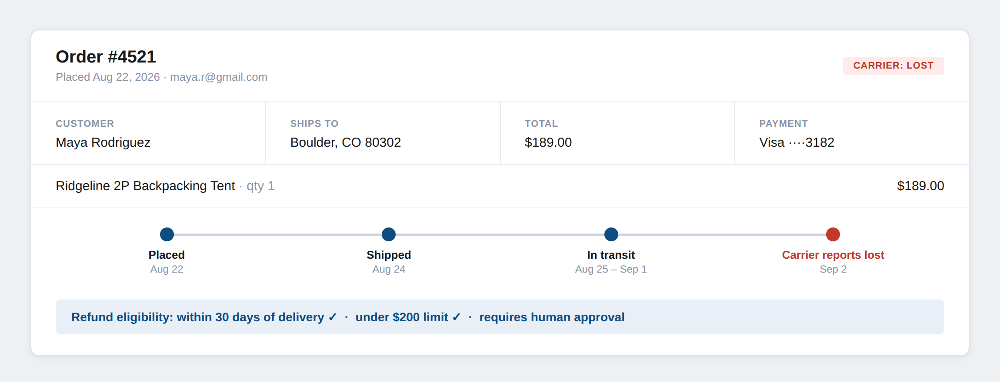 Order #4521
Placed Aug 22, 2026 · maya.r@gmail.com
CARRIER: LOST
CUSTOMER
Maya Rodriguez
SHIPS TO
Boulder, CO 80302
TOTAL
$189.00
PAYMENT
Visa ····3182
Ridgeline 2P Backpacking Tent · qty 1
$189.00
Placed
Aug 22
Shipped
Aug 24
In transit
Aug 25 – Sep 1
Carrier reports lost
Sep 2
Refund eligibility: within 30 days of delivery ✓ · under $200 limit ✓ · requires human approval